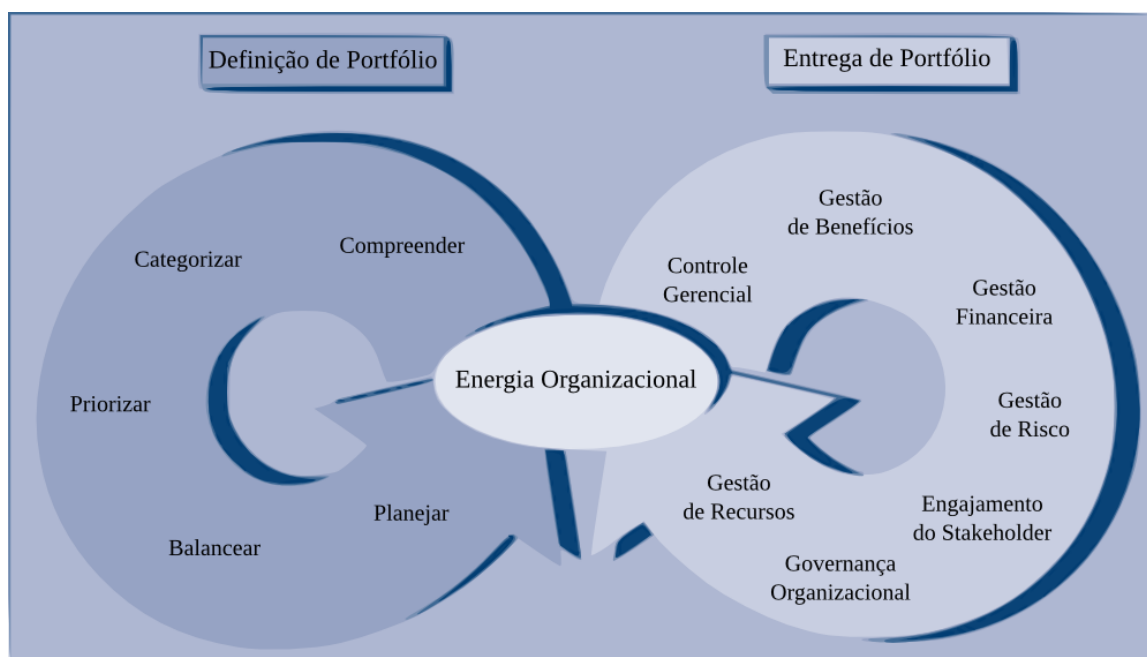 Definição de Portfólio
Entrega de Portfólio
Compreender
Categorizar
Priorizar
Balancear
Planejar
Energia Organizacional
Controle
Gerencial
Gestão
de Benefícios
Gestão
Financeira
Gestão
de Risco
Engajamento
do Stakeholder
Governança
Organizacional
Gestão
de Recursos